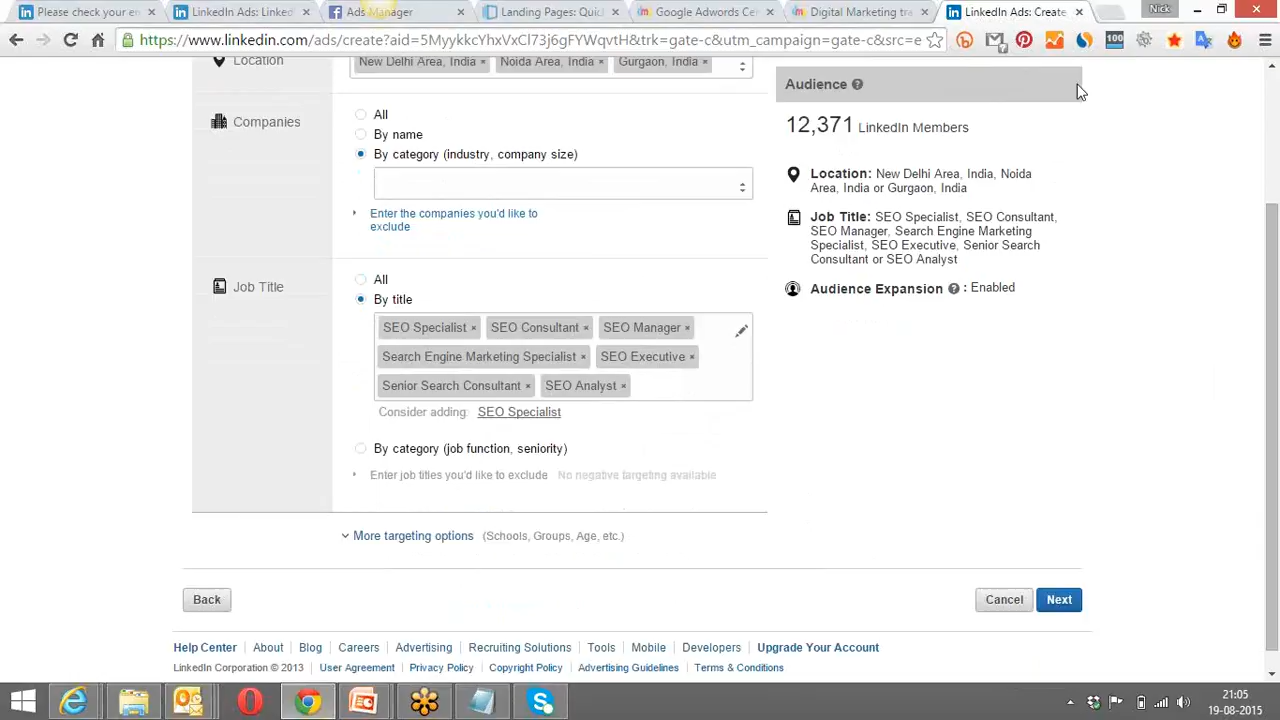 Please check your en
LinkedIn Ads: Linked
Ads Manager
Landing Pages: Quic
Google Adwords Ce
Digital Marketing tra
LinkedIn Ads: Create
Nick
https://www.linkedin.com/ads/create?aid=5MyykkcYhxVxCl73j6gFYWqvtH&trk=gate-c&utm_campaign=gate-c&src=e
100
Location
New Delhi Area, India × Noida Area, India × Gurgaon, India ×
Companies
All
By name
By category (industry, company size)
Enter the companies you'd like to
exclude
Job Title
All
By title
SEO Specialist × SEO Consultant × SEO Manager ×
Search Engine Marketing Specialist × SEO Executive ×
Senior Search Consultant × SEO Analyst ×
Consider adding: SEO Specialist
By category (job function, seniority)
Enter job titles you'd like to exclude No negative targeting available
More targeting options (Schools, Groups, Age, etc.)
Audience ?
12,371 LinkedIn Members
Location: New Delhi Area, India, Noida
Area, India or Gurgaon, India
Job Title: SEO Specialist, SEO Consultant,
SEO Manager, Search Engine Marketing
Specialist, SEO Executive, Senior Search
Consultant or SEO Analyst
Audience Expansion ? : Enabled
Back
Cancel
Next
Help Center About Blog Careers Advertising Recruiting Solutions Tools Mobile Developers Upgrade Your Account
LinkedIn Corporation © 2013 User Agreement Privacy Policy Copyright Policy Advertising Guidelines Terms & Conditions
21:05
19-08-2015